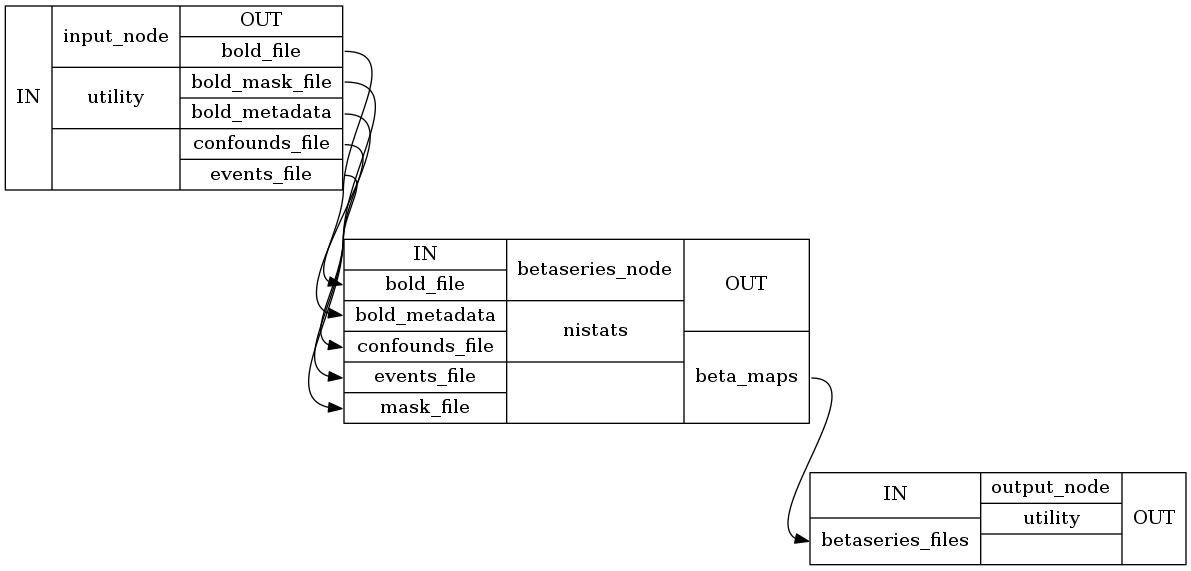 IN
input_node
utility
OUT
bold_file
bold_mask_file
bold_metadata
confounds_file
events_file
IN
bold_file
bold_metadata
confounds_file
events_file
mask_file
betaseries_node
nistats
OUT
beta_maps
IN
betaseries_files
output_node
utility
OUT